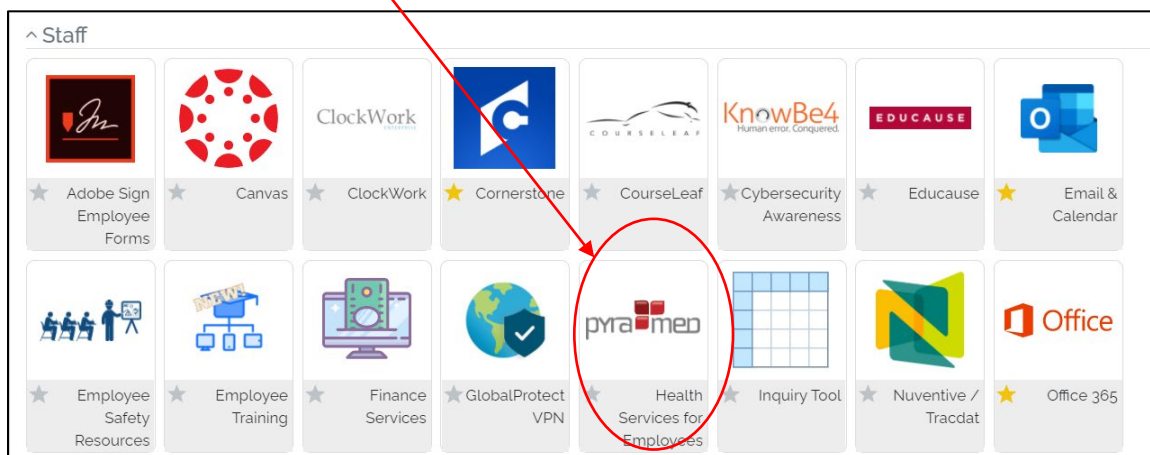 Staff
ClockWork
ENTERPRISE
COURSELEAF
KnowBe4
Human error. Conquered.
EDUCAUSE
O
Adobe Sign
Employee
Forms
Canvas
ClockWork
Cornerstone
CourseLeaf
Cybersecurity
Awareness
Educause
Email &
Calendar
NEW!
pyramed
Office
Employee
Safety
Resources
Employee
Training
Finance
Services
GlobalProtect
VPN
Health
Services for
Employees
Inquiry Tool
Nuventive /
Tracdat
Office 365